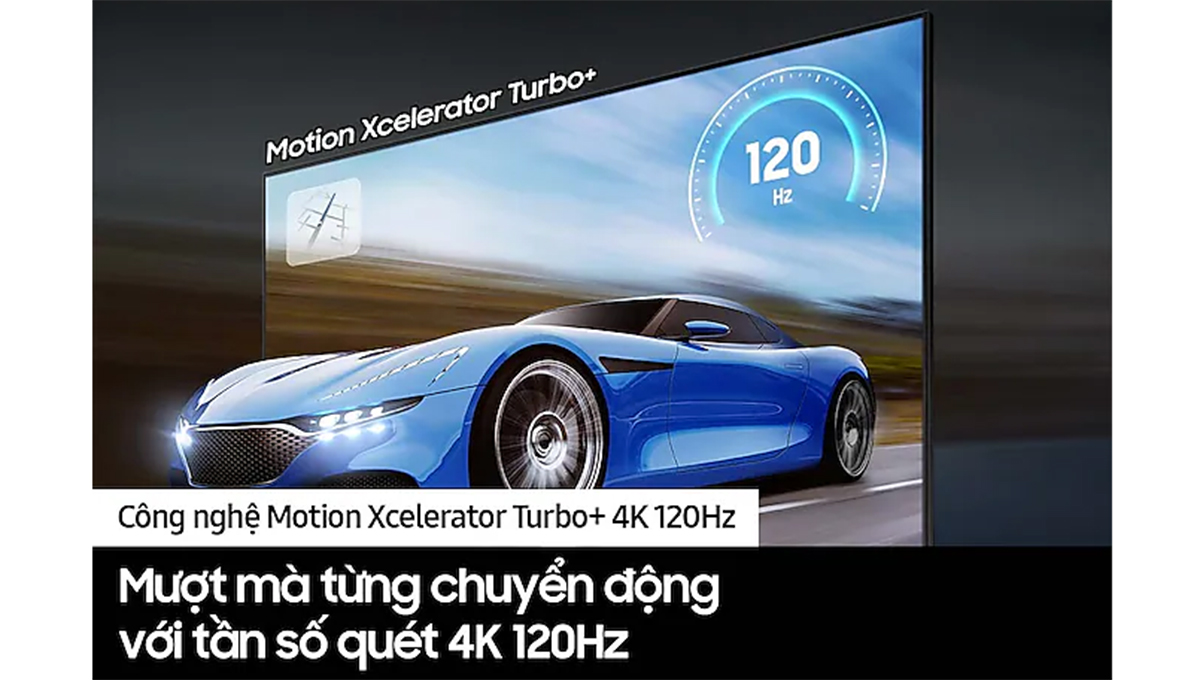 Motion Xcelerator Turbo+
120
Hz
Công nghệ Motion Xcelerator Turbo+ 4K 120Hz
Mượt mà từng chuyển động
với tần số quét 4K 120Hz